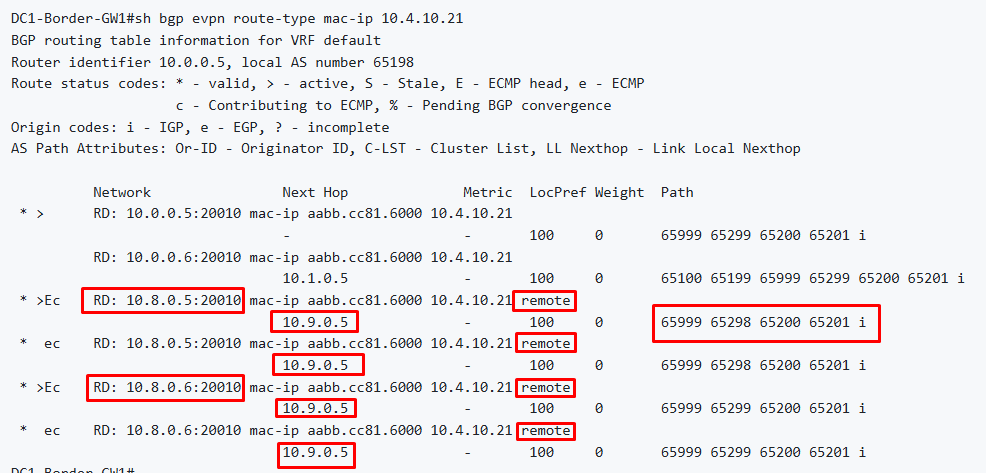 DC1-Border-GW1#sh bgp evpn route-type mac-ip 10.4.10.21
BGP routing table information for VRF default
Router identifier 10.0.0.5, local AS number 65198
Route status codes: * - valid, > - active, S - Stale, E - ECMP head, e - ECMP
c - Contributing to ECMP, % - Pending BGP convergence
Origin codes: i - IGP, e - EGP, ? - incomplete
AS Path Attributes: Or-ID - Originator ID, C-LST - Cluster List, LL Nexthop - Link Local Nexthop
Network Next Hop Metric LocPref Weight Path
* > RD: 10.0.0.5:20010 mac-ip aabb.cc81.6000 10.4.10.21
- - 100 0 65999 65299 65200 65201 i
RD: 10.0.0.6:20010 mac-ip aabb.cc81.6000 10.4.10.21
10.1.0.5 - 100 0 65100 65199 65999 65299 65200 65201 i
* >Ec RD: 10.8.0.5:20010 mac-ip aabb.cc81.6000 10.4.10.21 remote
10.9.0.5 - 100 0 65999 65298 65200 65201 i
* ec RD: 10.8.0.5:20010 mac-ip aabb.cc81.6000 10.4.10.21 remote
10.9.0.5 - 100 0 65999 65298 65200 65201 i
* >Ec RD: 10.8.0.6:20010 mac-ip aabb.cc81.6000 10.4.10.21 remote
10.9.0.5 - 100 0 65999 65299 65200 65201 i
* ec RD: 10.8.0.6:20010 mac-ip aabb.cc81.6000 10.4.10.21 remote
10.9.0.5 - 100 0 65999 65299 65200 65201 i
DC1-Border-GW1#